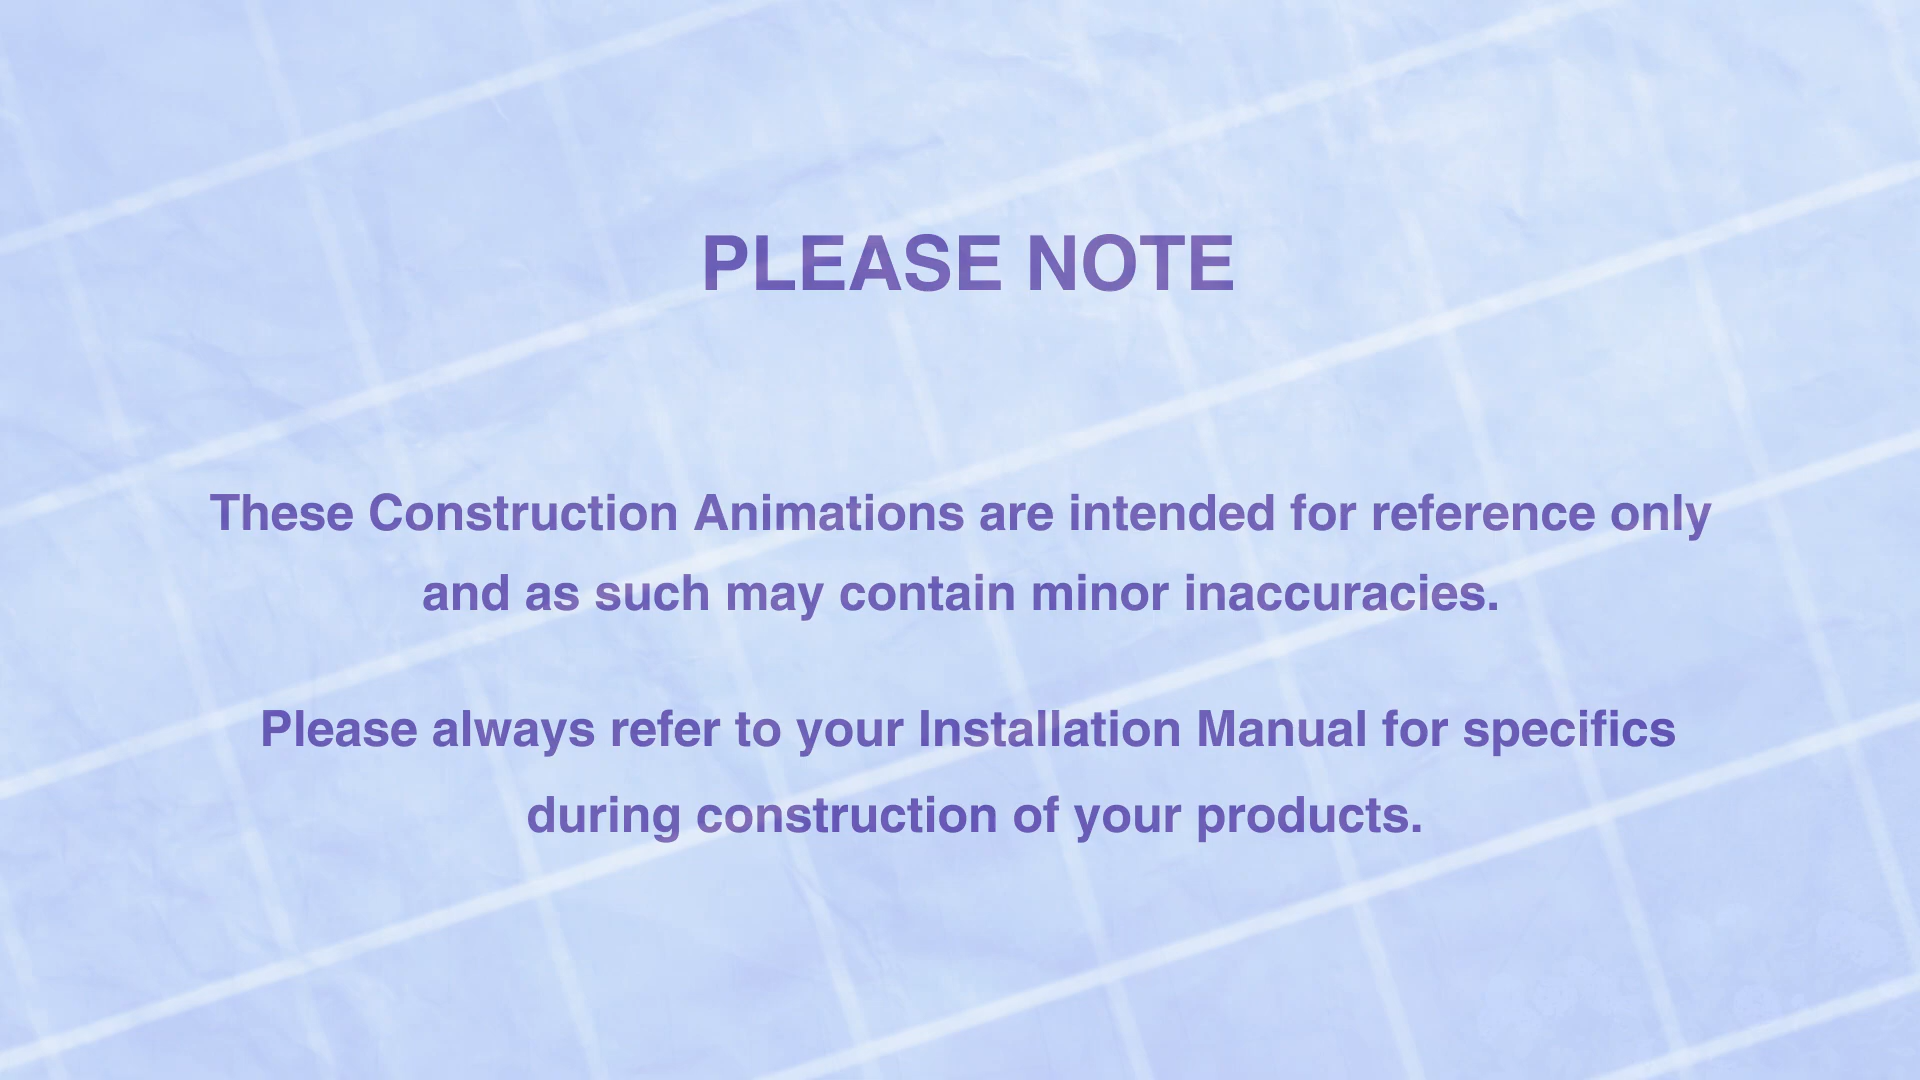 PLEASE NOTE
These Construction Animations are intended for reference only
and as such may contain minor inaccuracies.
Please always refer to your Installation Manual for specifics
during construction of your products.